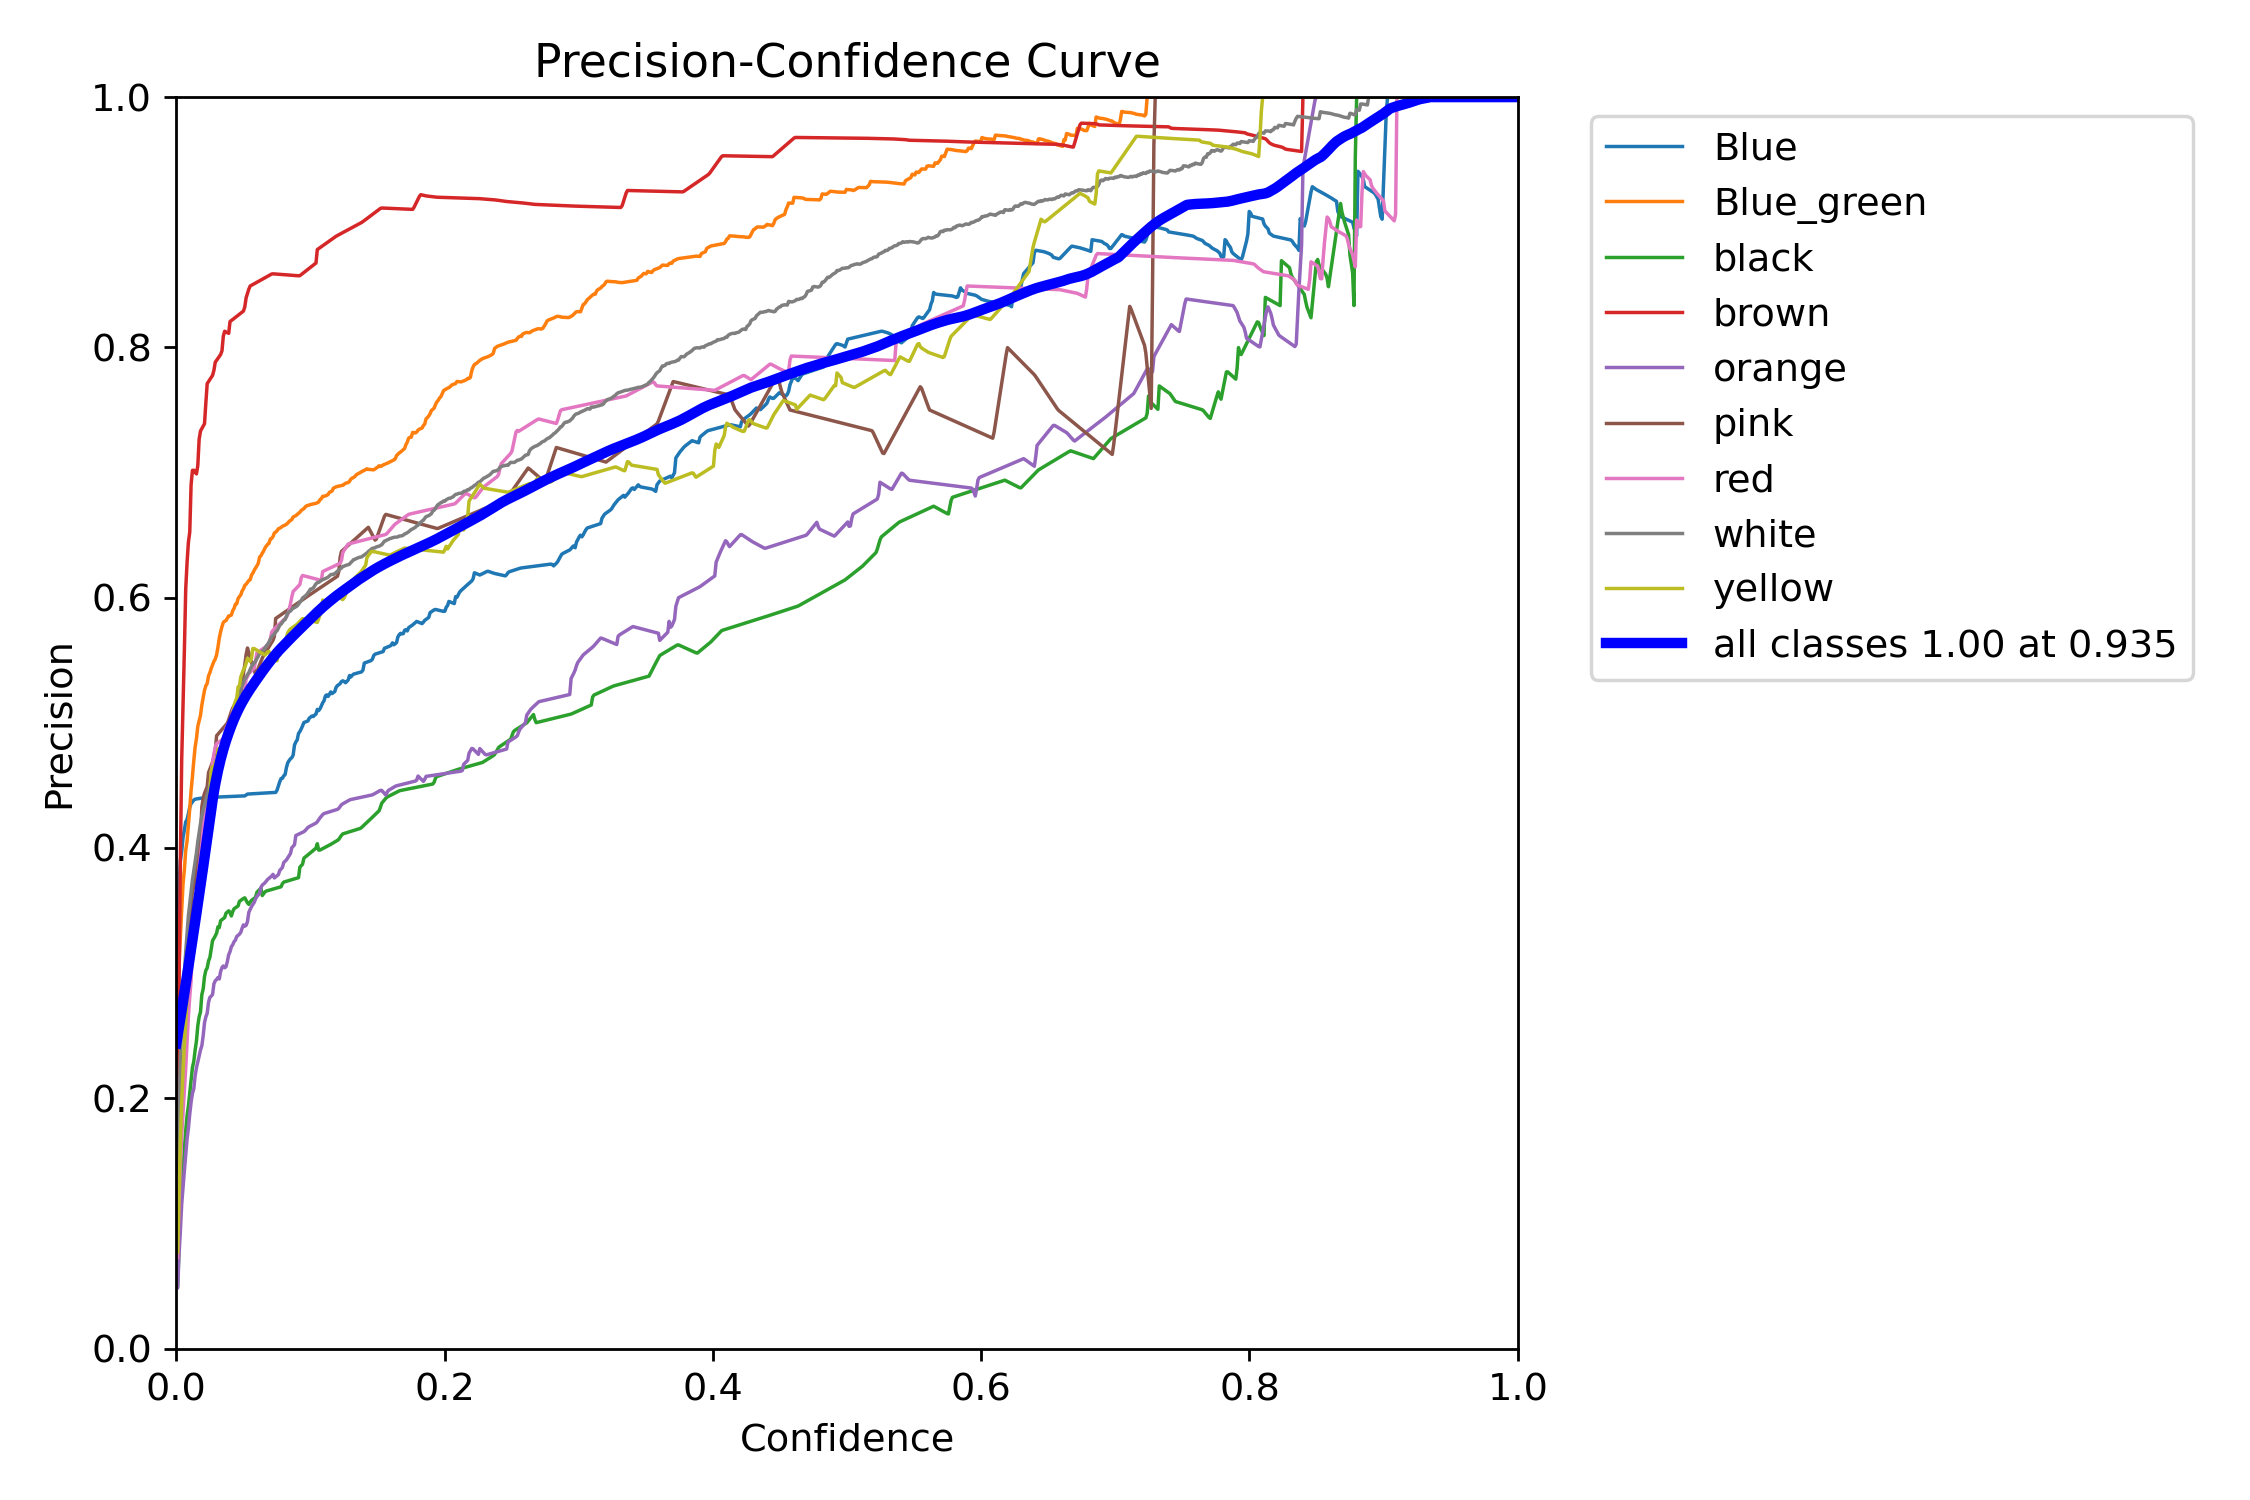 Precision-Confidence Curve
1.0
0.8
0.6
0.4
0.2
0.0
Precision
0.0 0.2 0.4 0.6 0.8 1.0
Confidence
Blue
Blue_green
black
brown
orange
pink
red
white
yellow
all classes 1.00 at 0.935